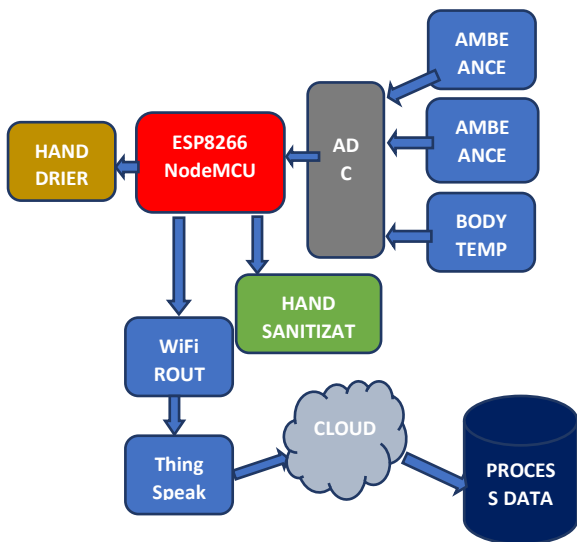 AMBE
ANCE
AMBE
ANCE
BODY
TEMP
AD
C
ESP8266
NodeMCU
HAND
DRIER
HAND
SANITIZAT
WiFi
ROUT
Thing
Speak
CLOUD
PROCES
S DATA